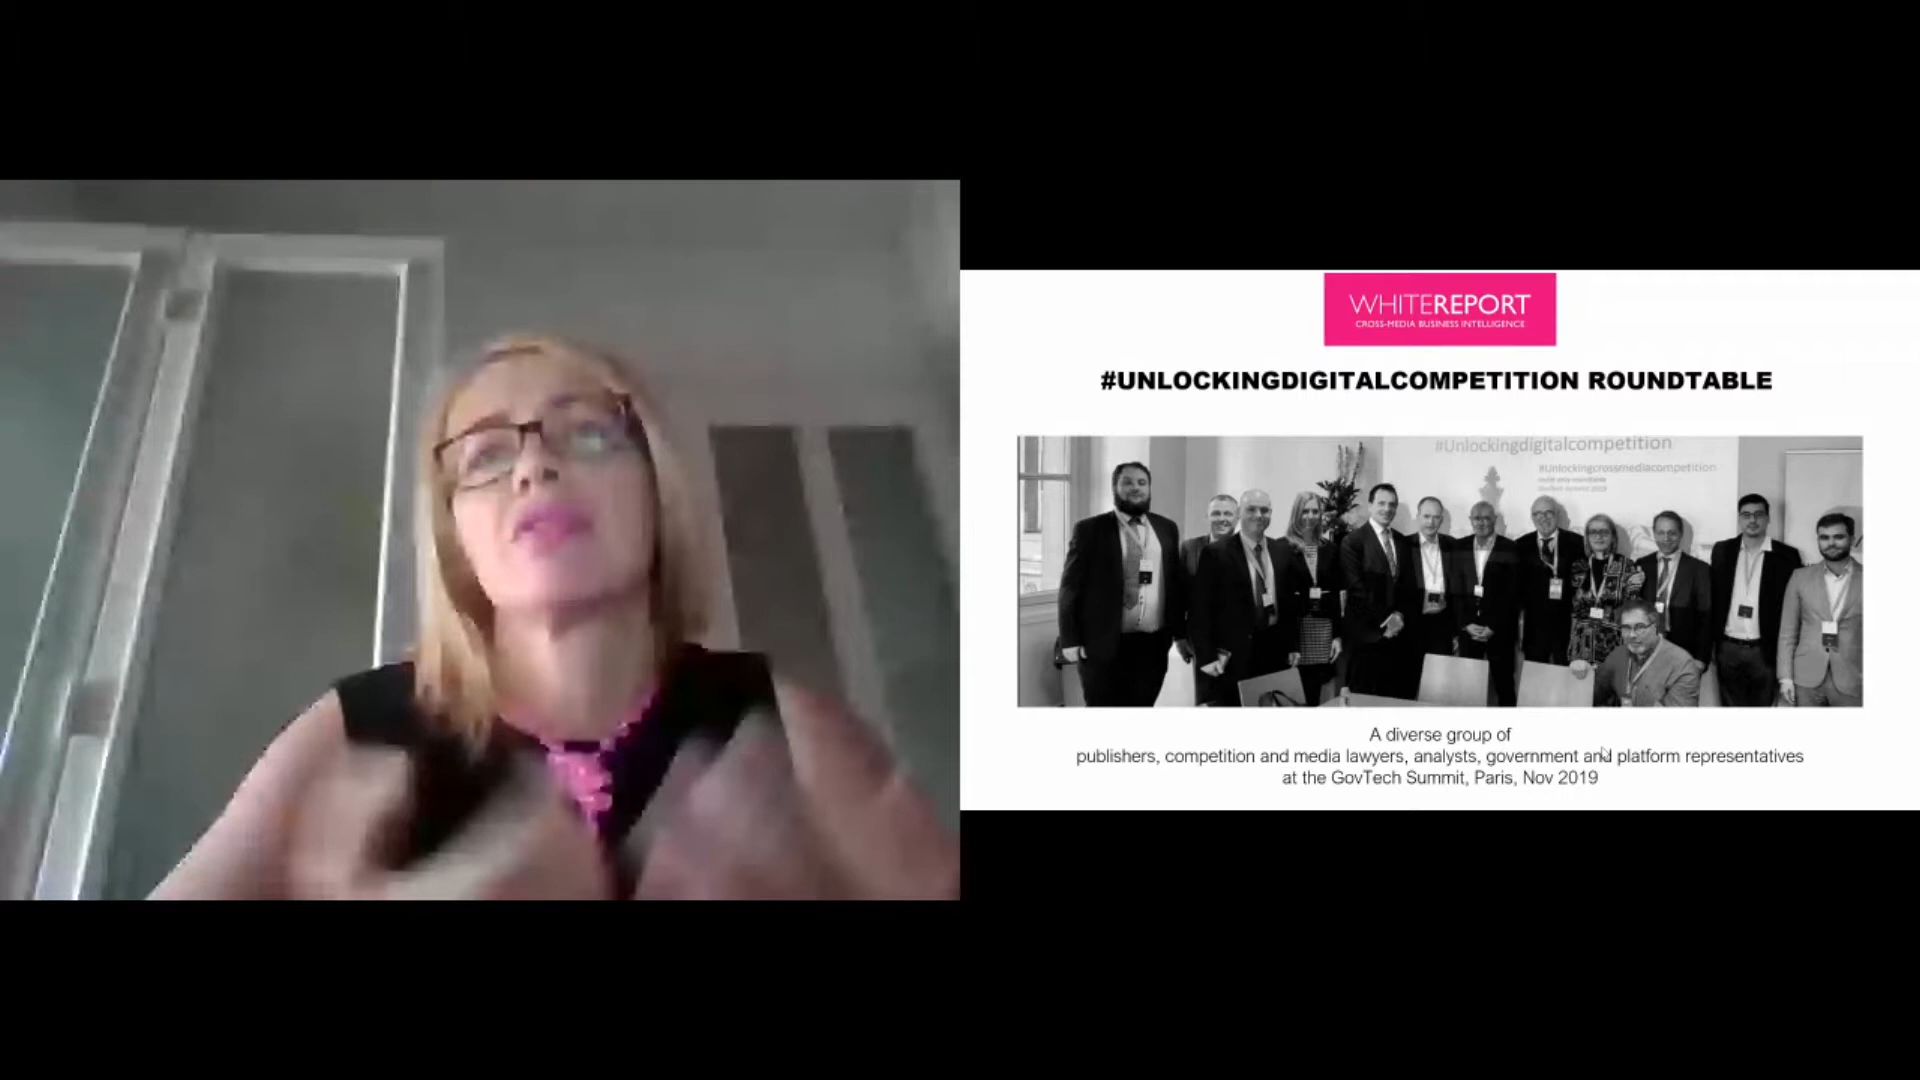 WHITEREPORT
CROSS-MEDIA BUSINESS INTELLIGENCE
#UNLOCKINGDIGITALCOMPETITION ROUNDTABLE
#Unlockingdigitalcompetition
#Unlockingcrossmediacompetition
A diverse group of
publishers, competition and media lawyers, analysts, government and platform representatives
at the GovTech Summit, Paris, Nov 2019